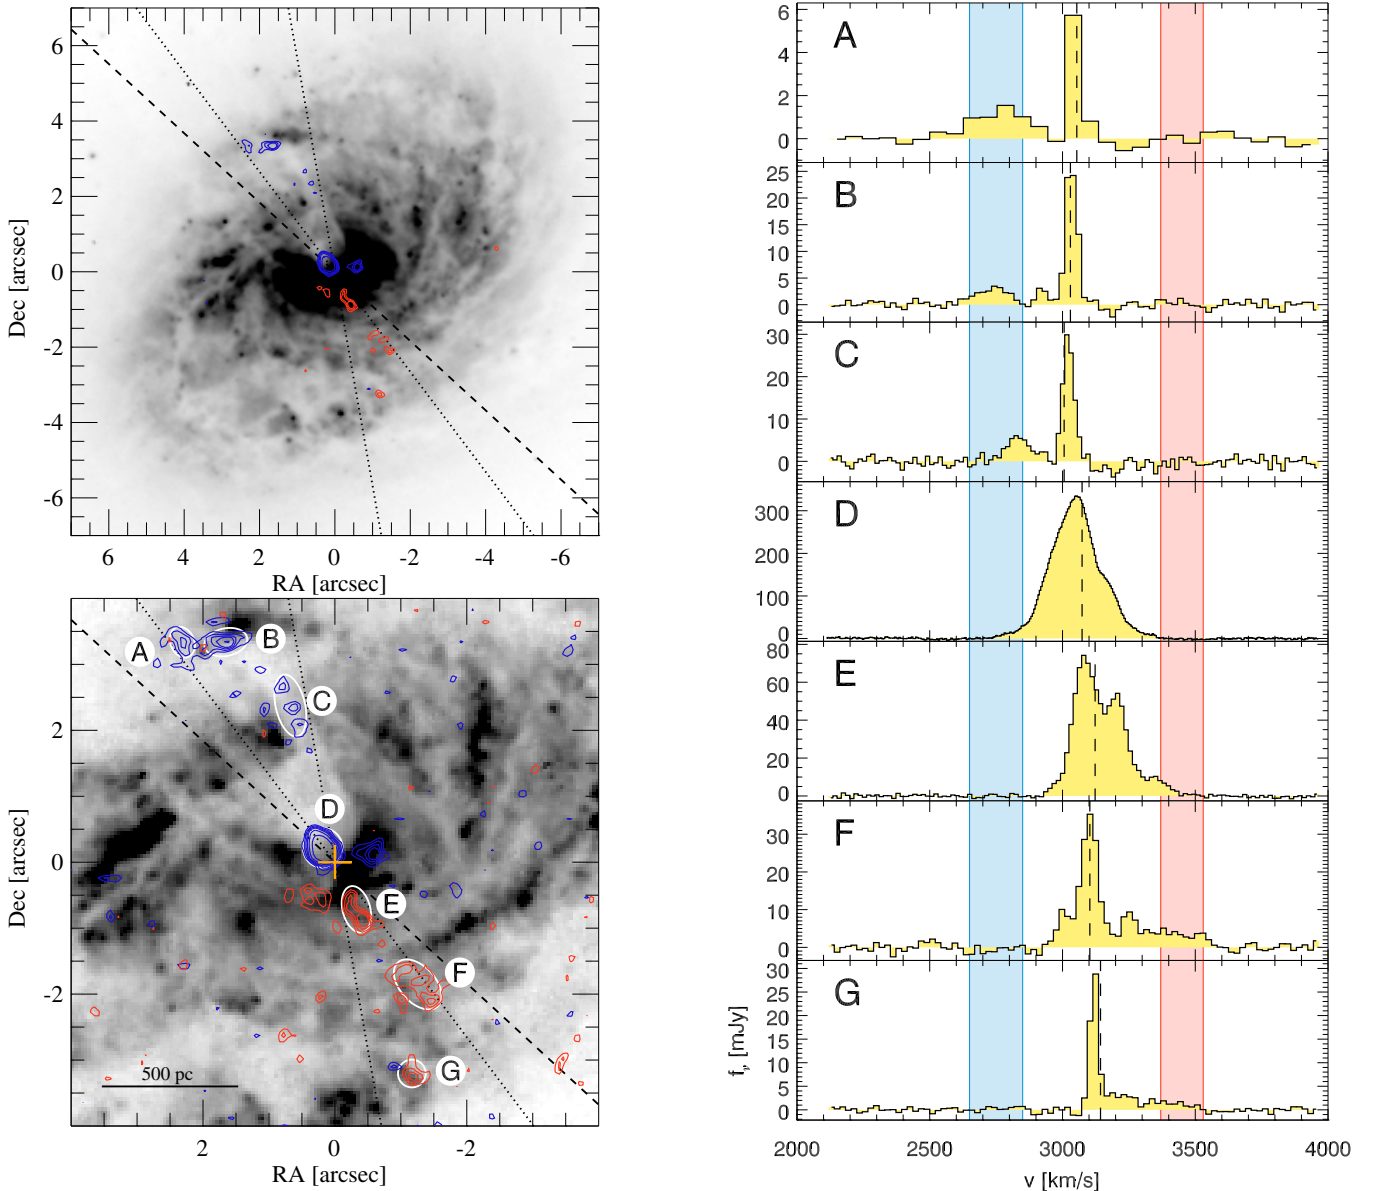 6
4
2
0
-2
-4
-6
Dec [arcsec]
6 4 2 0 -2 -4 -6
RA [arcsec]
A B
C
D
E
F
G
500 pc
2
0
-2
Dec [arcsec]
2 0 -2
RA [arcsec]
A
6
4
2
0
B
25
20
15
10
5
0
C
30
20
10
0
D
300
200
100
0
E
80
60
40
20
0
F
30
20
10
0
G
30
25
20
15
10
5
0
fν [mJy]
2000 2500 3000 3500 4000
v [km/s]